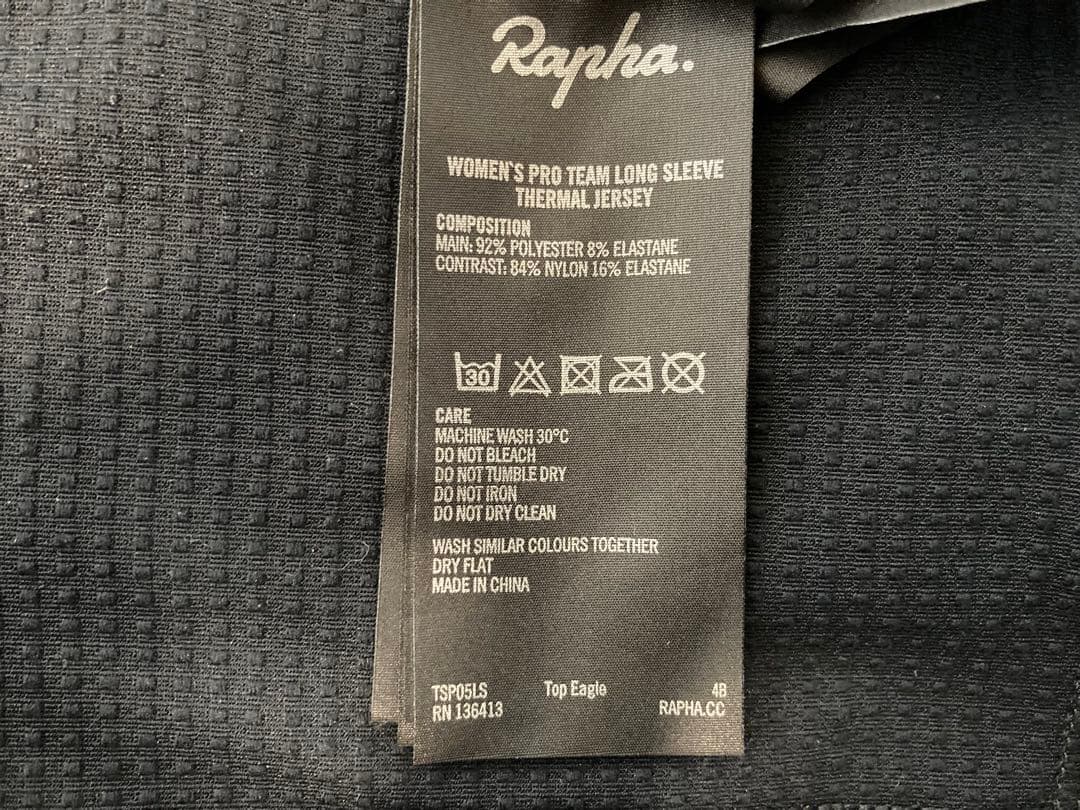 Rapha.
WOMEN'S PRO TEAM LONG SLEEVE
THERMAL JERSEY
COMPOSITION
MAIN: 92% POLYESTER 8% ELASTANE
CONTRAST: 84% NYLON 16% ELASTANE
30
CARE
MACHINE WASH 30°C
DO NOT BLEACH
DO NOT TUMBLE DRY
DO NOT IRON
DO NOT DRY CLEAN
WASH SIMILAR COLOURS TOGETHER
DRY FLAT
MADE IN CHINA
TSP05LS Top Eagle 4B
RN 136413 RAPHA.CC